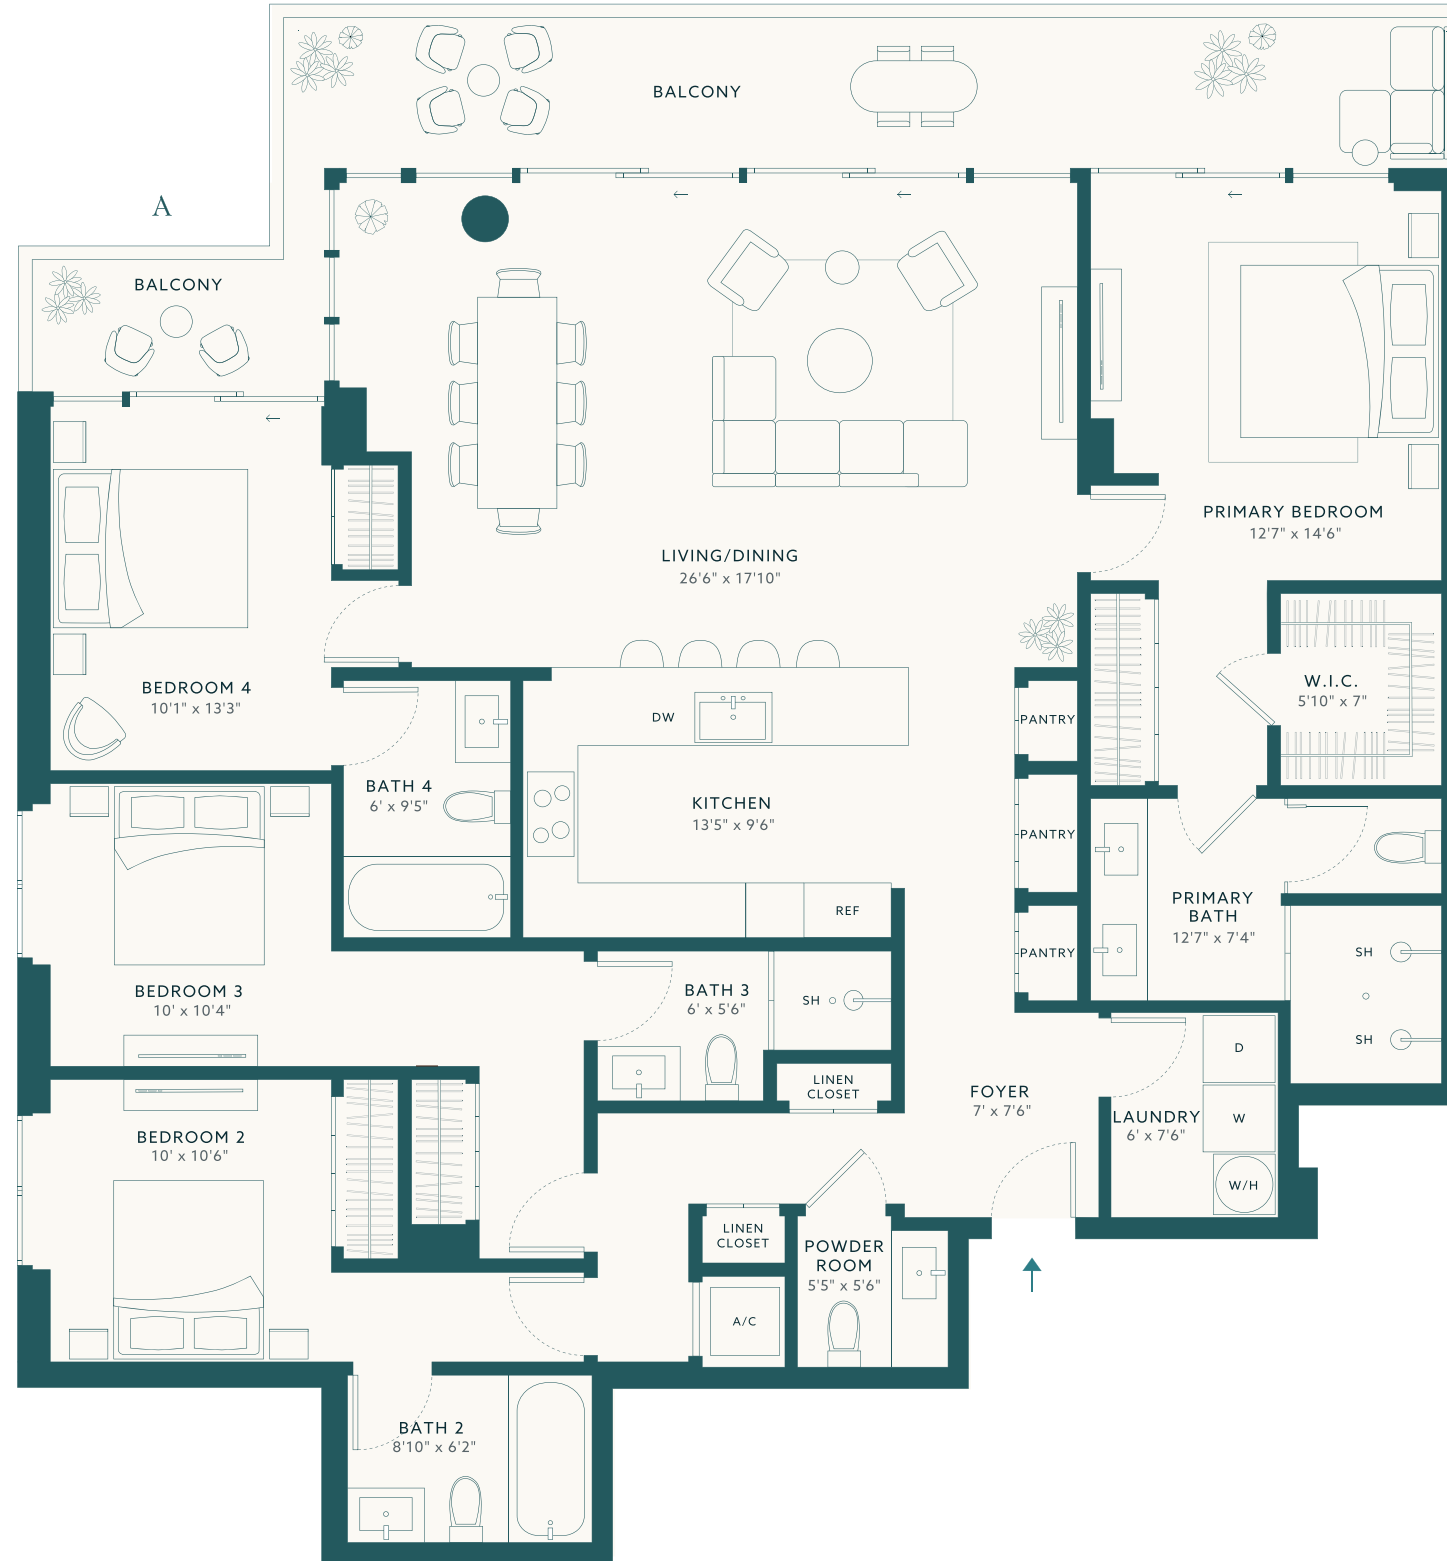 BALCONY
A
BALCONY
PRIMARY BEDROOM
12'7" x 14'6"
LIVING/DINING
26'6" x 17'10"
BEDROOM 4
10'1" x 13'3"
W.I.C.
5'10" x 7"
DW
PANTRY
BATH 4
6' x 9'5"
KITCHEN
13'5" x 9'6"
PANTRY
PRIMARY
BATH
12'7" x 7'4"
REF
PANTRY
SH
BEDROOM 3
10' x 10'4"
BATH 3
6' x 5'6"
SH
SH
D
LINEN
CLOSET
FOYER
7' x 7'6"
LAUNDRY
6' x 7'6"
W
BEDROOM 2
10' x 10'6"
W/H
LINEN
CLOSET
POWDER
ROOM
5'5" x 5'6"
A/C
BATH 2
8'10" x 6'2"